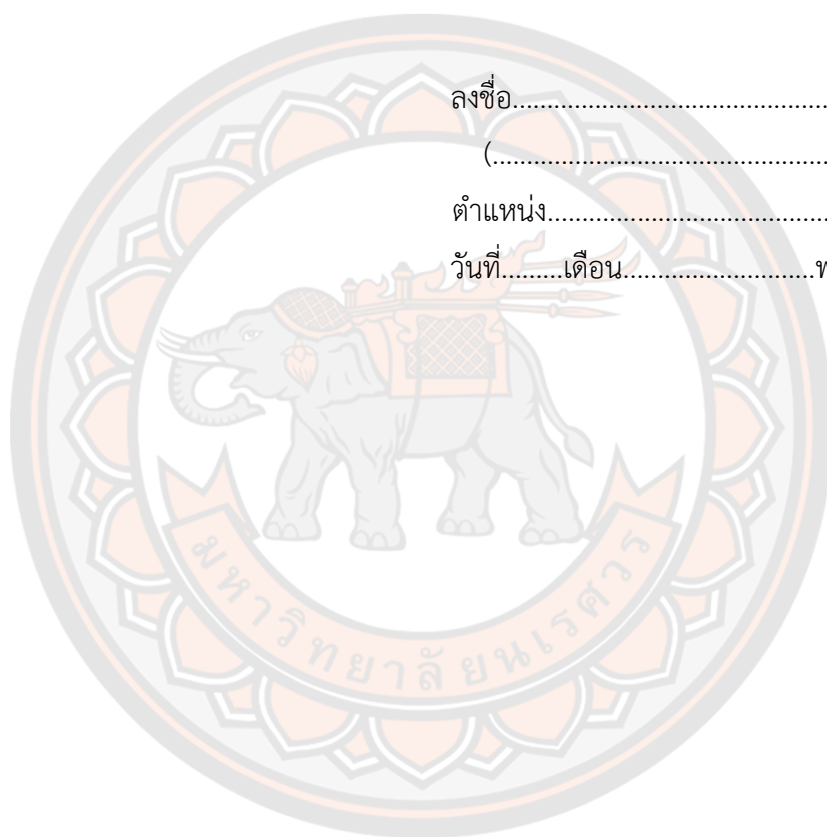 ลงชื่อ..............................................
(..................................................
ตำแหน่ง........................................
วันที่.........เดือน............................พ
มหาวิทยาลัยนเรศวร